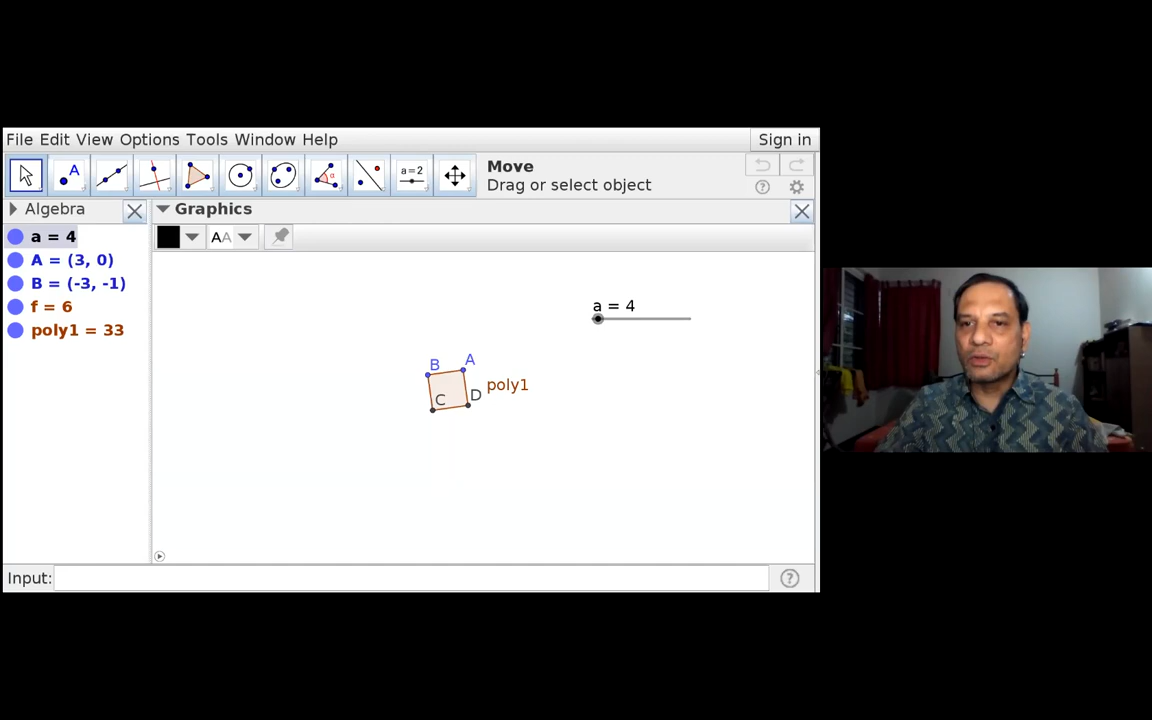 File Edit View Options Tools Window Help Sign in
A α a=2 Move
Drag or select object
Algebra Graphics
a = 4 AA
A = (3, 0)
B = (-3, -1)
f = 6
poly1 = 33
a = 4
B A
poly1
C D
Input: